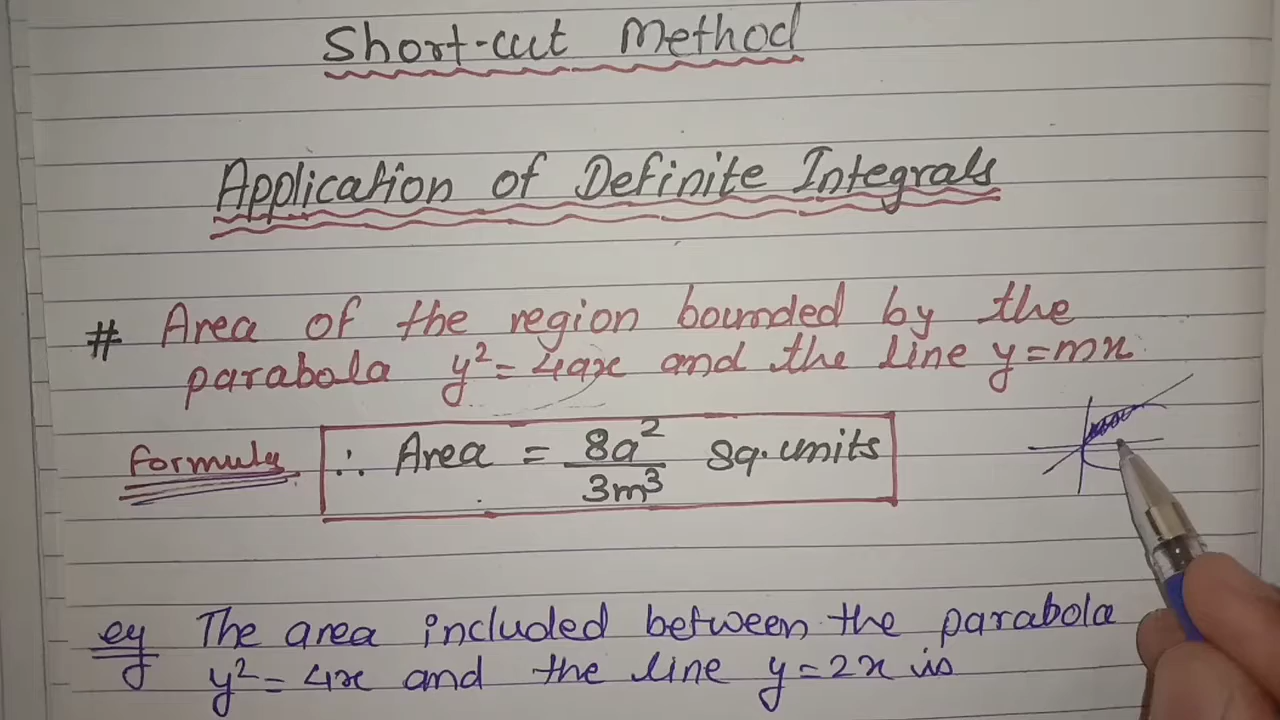 Short-cut Method
Application of Definite Integrals
# Area of the region bounded by the
parabola y² = 4ax and the line y = mx.
Formula ∴ Area = 8a²/3m³ sq. units
eg The area included between the parabola
y² = 4x and the line y = 2x is